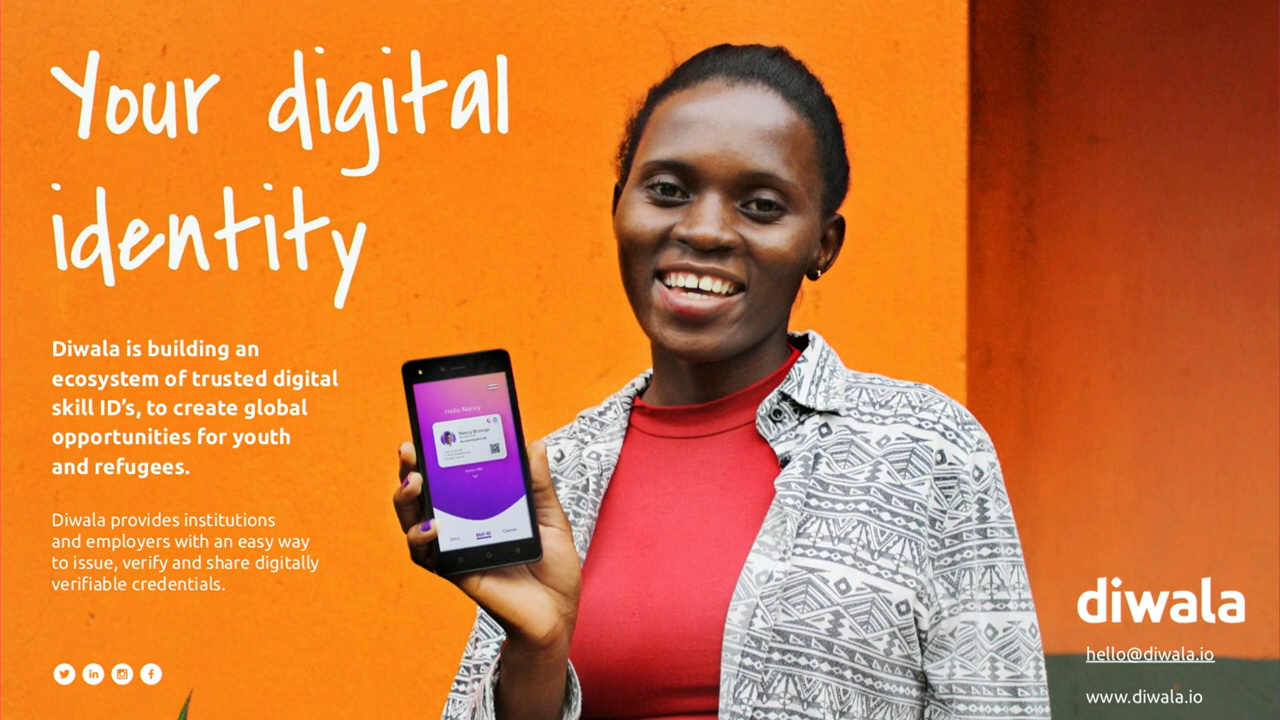 Your digital
identity
Diwala is building an
ecosystem of trusted digital
skill ID’s, to create global
opportunities for youth
and refugees.
Diwala provides institutions
and employers with an easy way
to issue, verify and share digitally
verifiable credentials.
Hello Nancy
Skill ID
diwala
hello@diwala.io
www.diwala.io